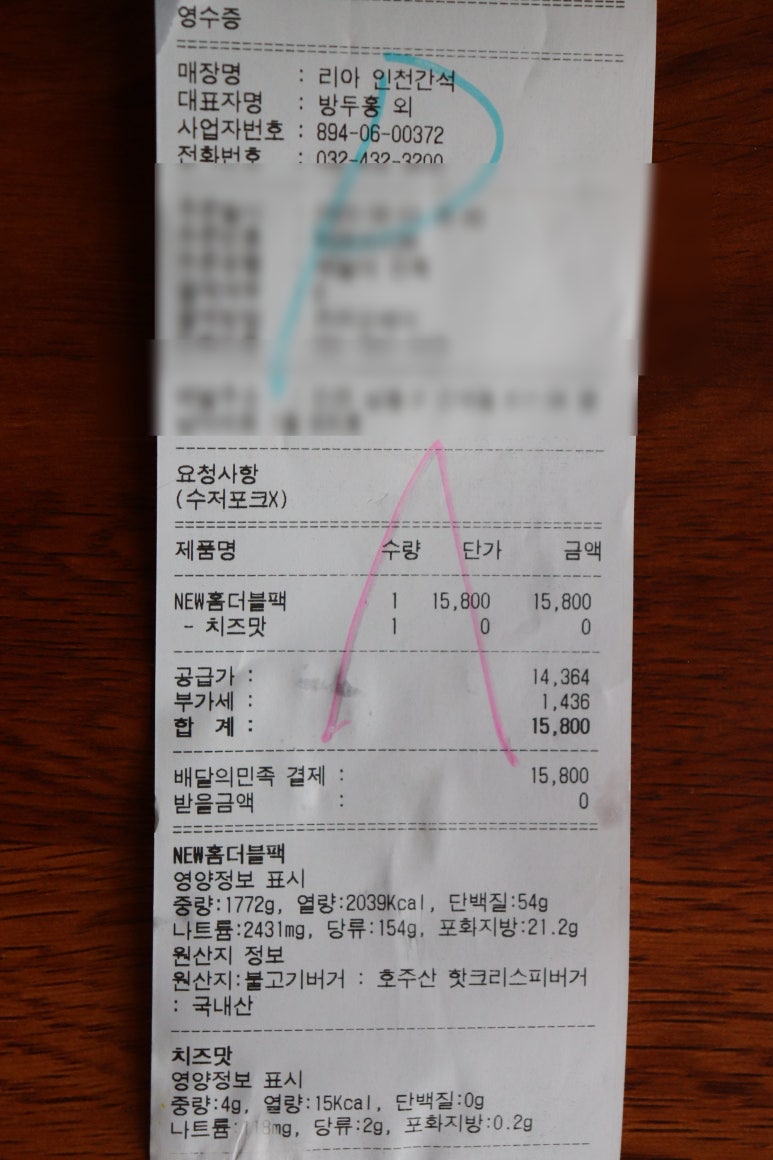 영수증
매장명 : 리아 인천간석
대표자명 : 방두홍 외
사업자번호 : 894-06-00372
전화번호 : 032-432-3200
요청사항
(수저포크X)
제품명 수량 단가 금액
NEW홈더블팩 1 15,800 15,800
- 치즈맛 1 0 0
공급가 : 14,364
부가세 : 1,436
합 계 : 15,800
배달의민족 결제 : 15,800
받을금액 : 0
NEW홈더블팩
영양정보 표시
중량:1772g, 열량:2039Kcal, 단백질:54g
나트륨:2431mg, 당류:154g, 포화지방:21.2g
원산지 정보
원산지:불고기버거 : 호주산 핫크리스피버거
: 국내산
치즈맛
영양정보 표시
중량:4g, 열량:15Kcal, 단백질:0g
당류:2g, 포화지방:0.2g